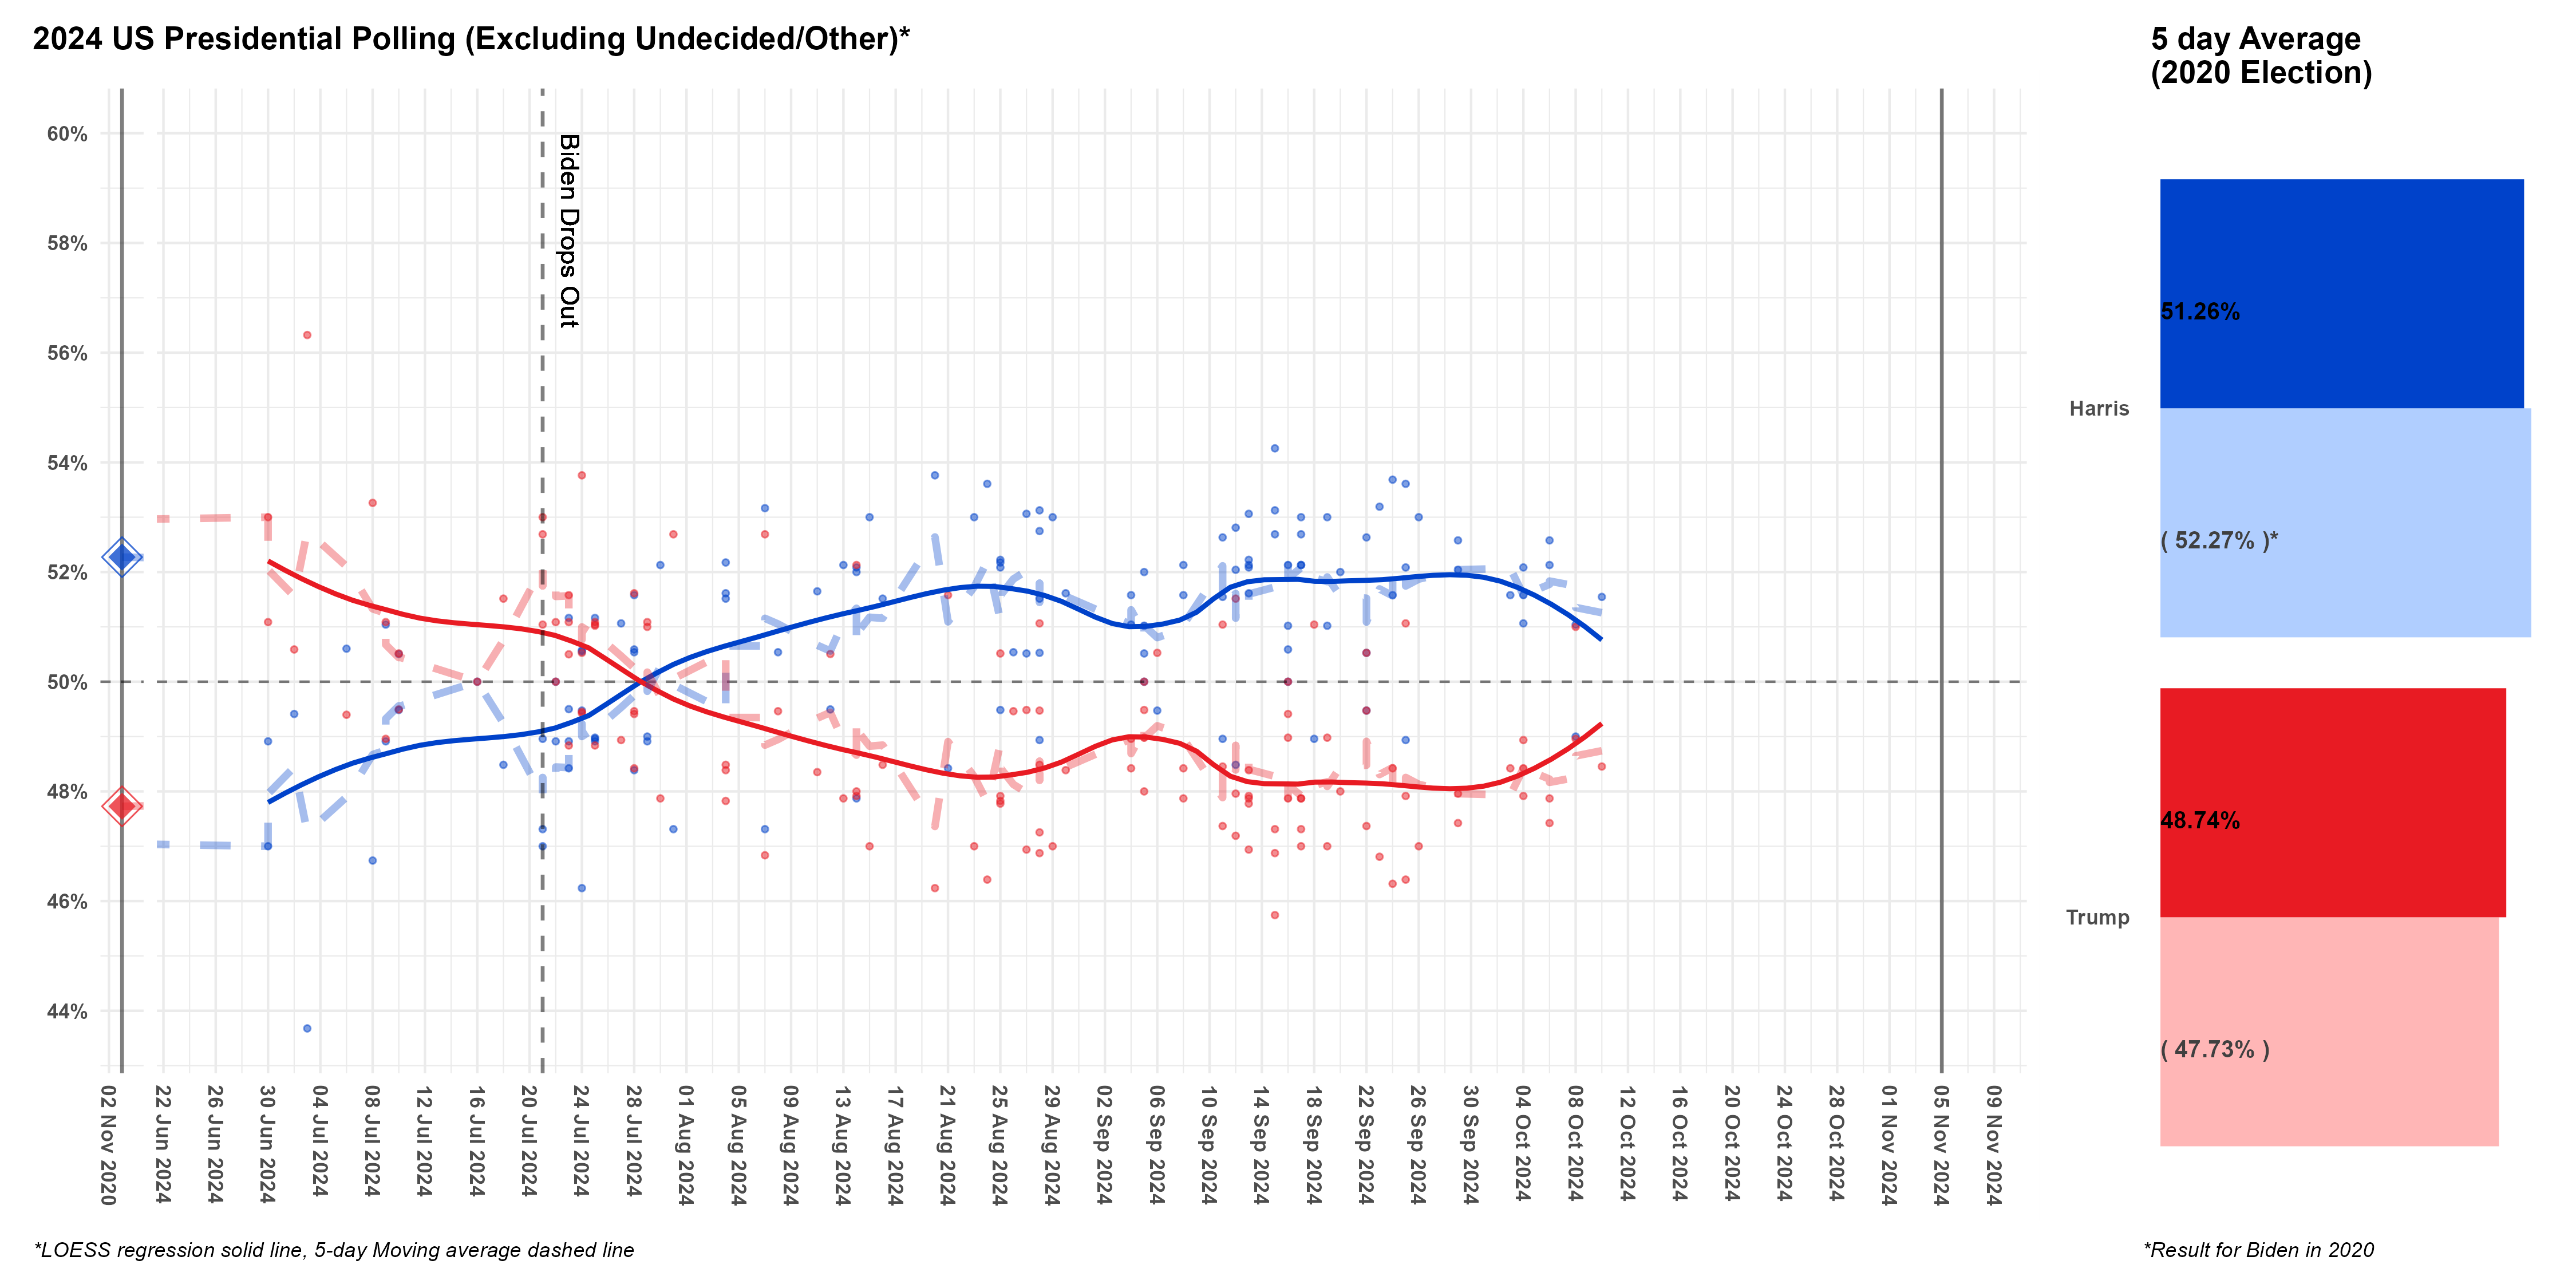 2024 US Presidential Polling (Excluding Undecided/Other)*
5 day Average
(2020 Election)
60%
58%
56%
54%
52%
50%
48%
46%
44%
Biden Drops Out
02 Nov 2020
22 Jun 2024
26 Jun 2024
30 Jun 2024
04 Jul 2024
08 Jul 2024
12 Jul 2024
16 Jul 2024
20 Jul 2024
24 Jul 2024
28 Jul 2024
01 Aug 2024
05 Aug 2024
09 Aug 2024
13 Aug 2024
17 Aug 2024
21 Aug 2024
25 Aug 2024
29 Aug 2024
02 Sep 2024
06 Sep 2024
10 Sep 2024
14 Sep 2024
18 Sep 2024
22 Sep 2024
26 Sep 2024
30 Sep 2024
04 Oct 2024
08 Oct 2024
12 Oct 2024
16 Oct 2024
20 Oct 2024
24 Oct 2024
28 Oct 2024
01 Nov 2024
05 Nov 2024
09 Nov 2024
51.26%
Harris
( 52.27% )*
48.74%
Trump
( 47.73% )
*LOESS regression solid line, 5-day Moving average dashed line
*Result for Biden in 2020